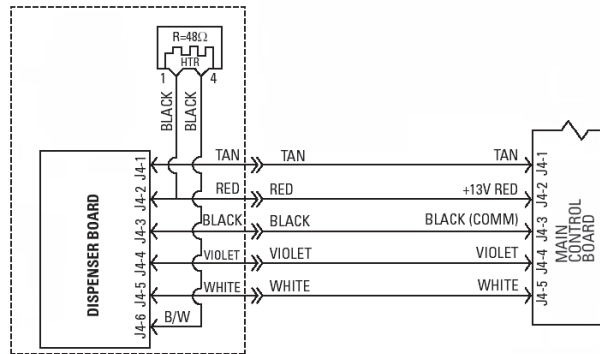 R=48Ω
HTR
1 4
BLACK BLACK
J4-1 TAN TAN TAN J4-1
J4-2 RED RED +13V RED J4-2
J4-3 BLACK BLACK BLACK (COMM) J4-3
J4-4 VIOLET VIOLET VIOLET J4-4
J4-5 WHITE WHITE WHITE J4-5
J4-6 B/W
DISPENSER BOARD
MAIN
CONTROL
BOARD